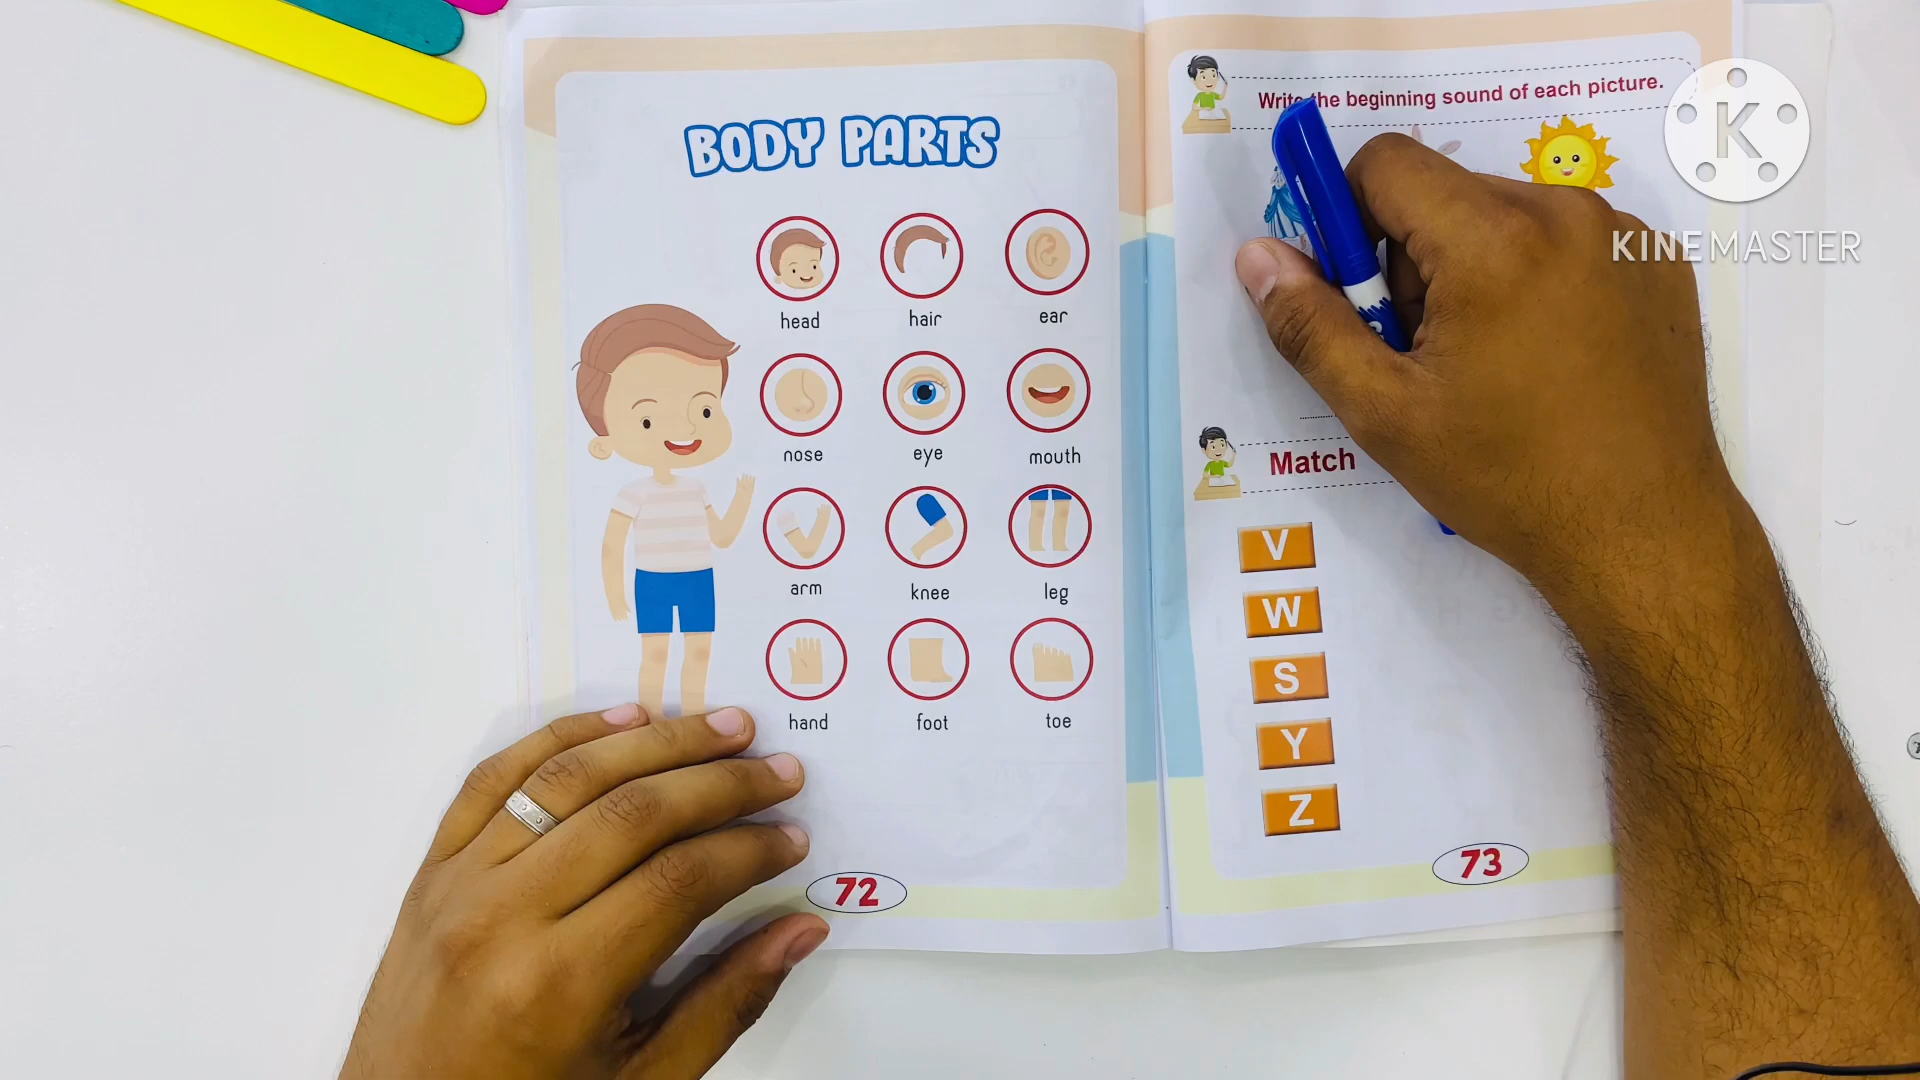 BODY PARTS
head hair ear
nose eye mouth
arm knee leg
hand foot toe
72
Write the beginning sound of each picture.
Match
V
W
S
Y
Z
73
K
KINEMASTER